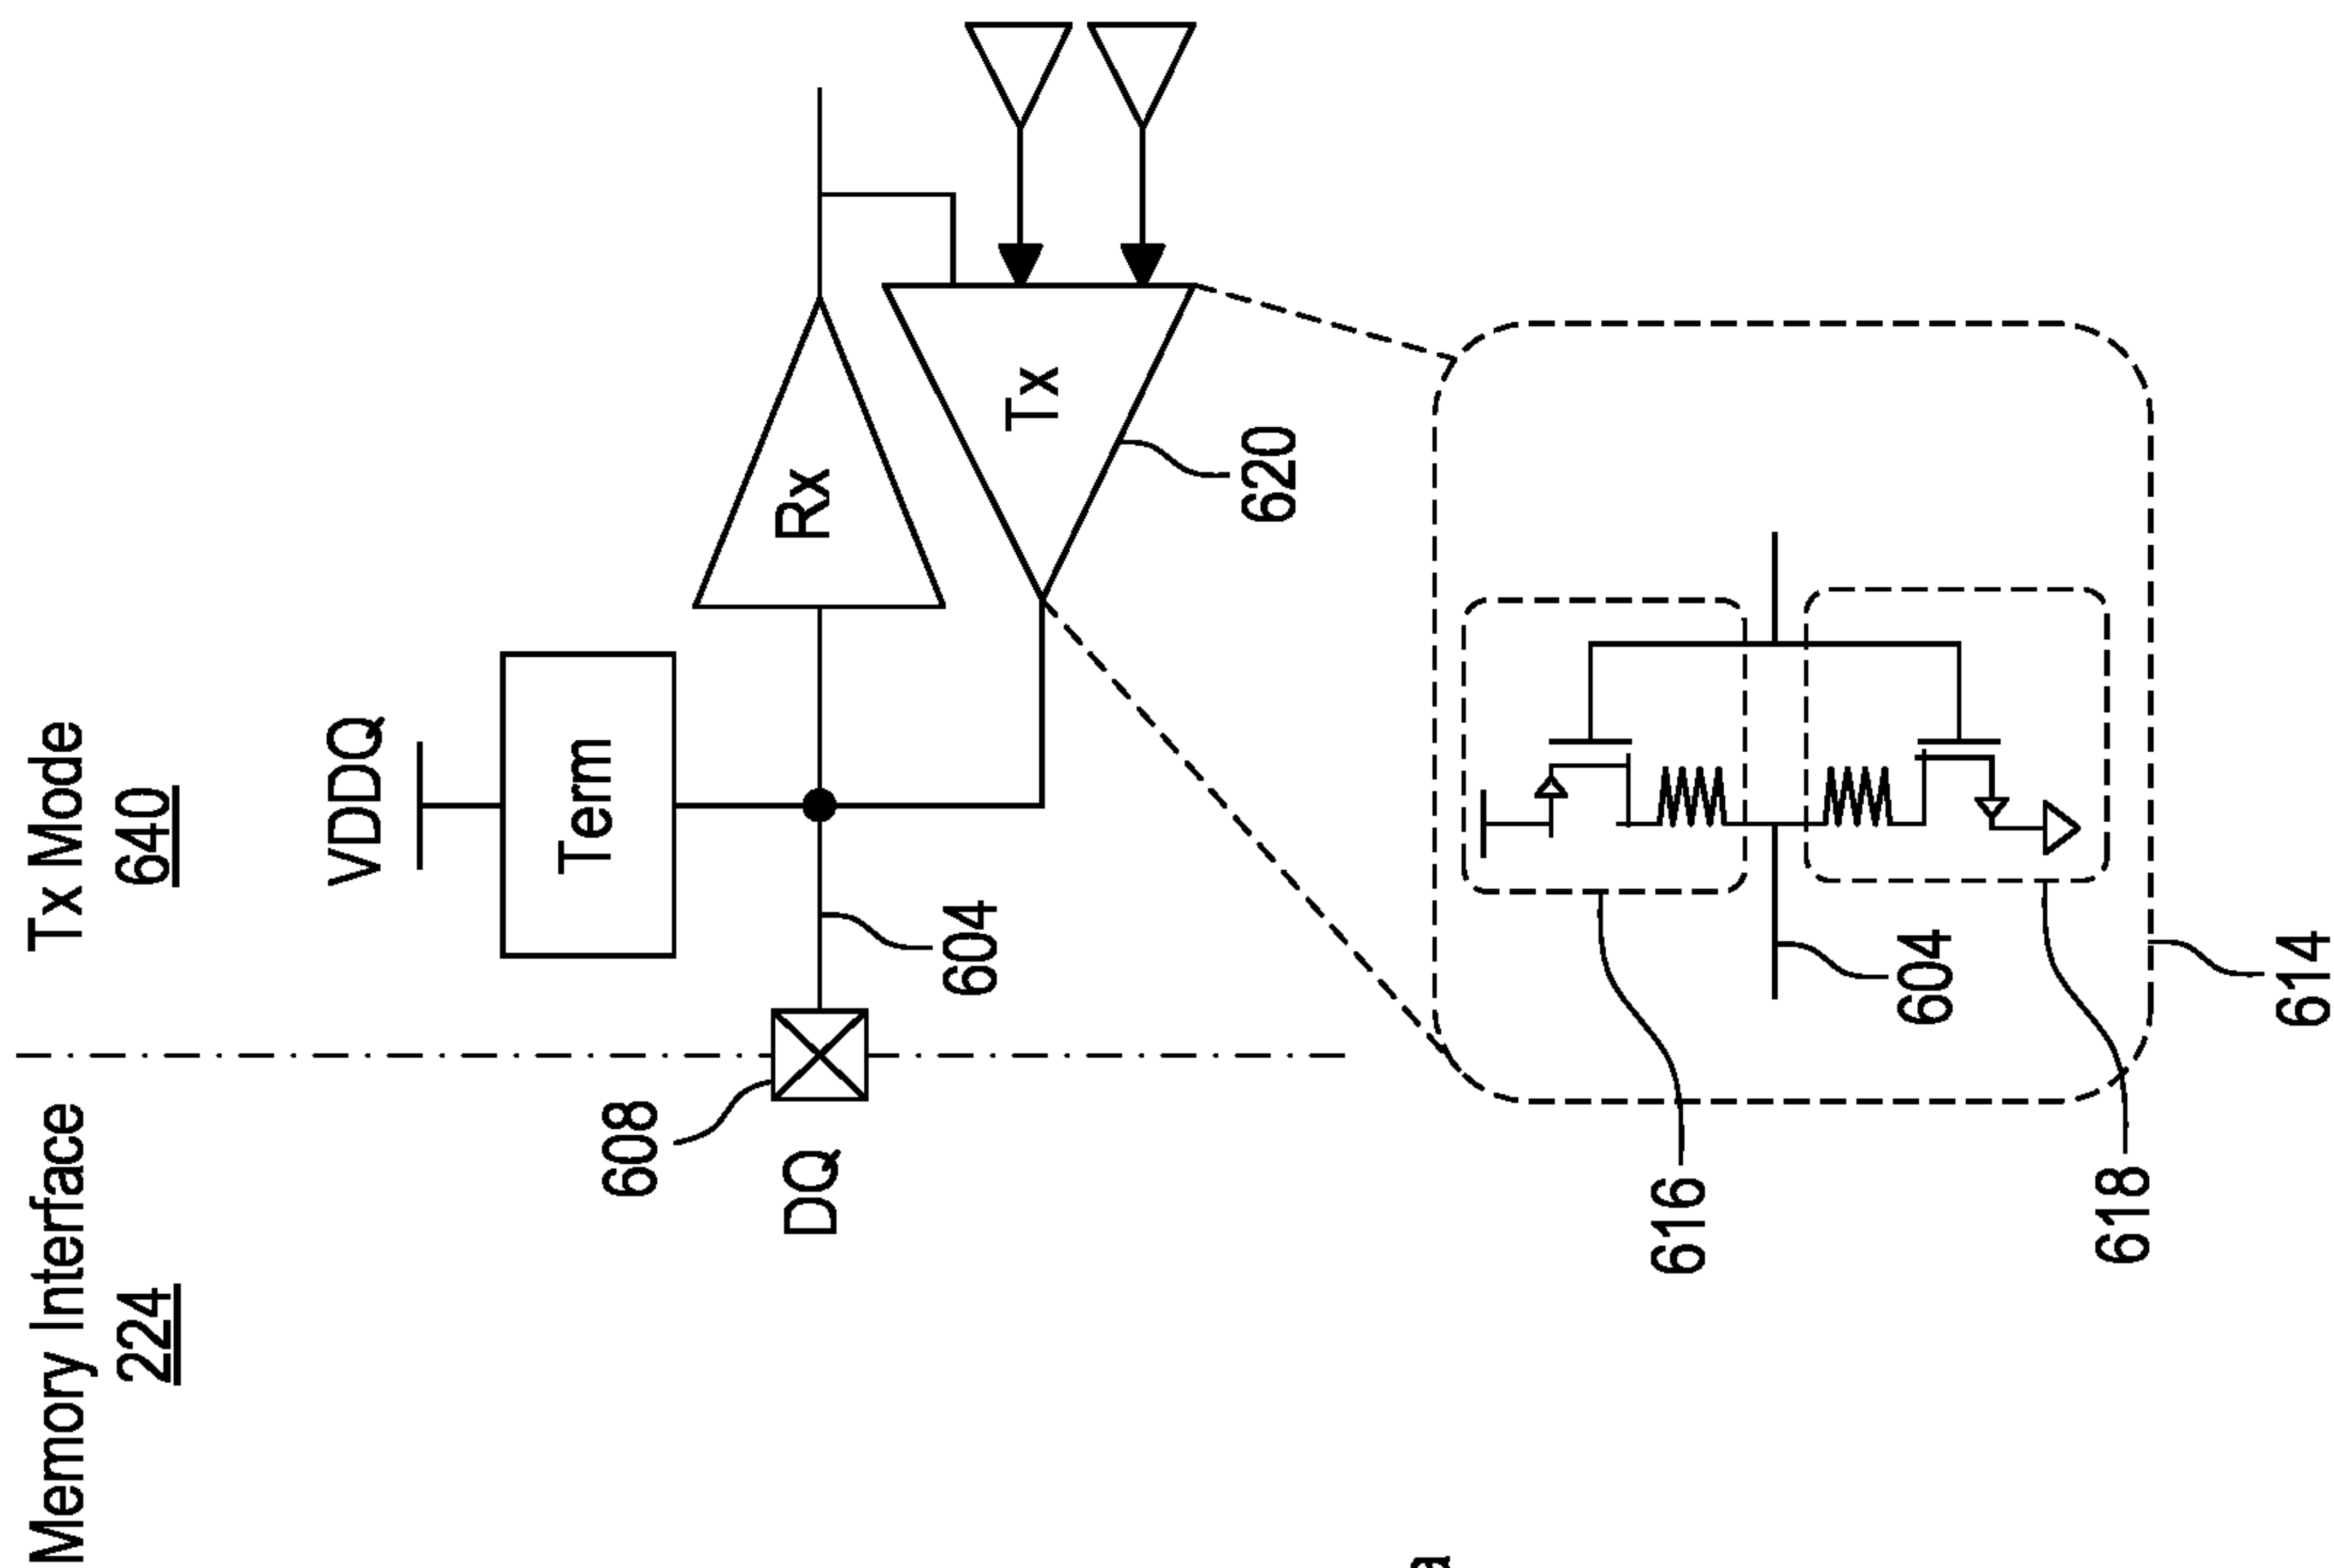 Memory Interface
224
Tx Mode
640
VDDQ
Term
608
DQ
604
Rx
Tx
620
616
604
618
614
a